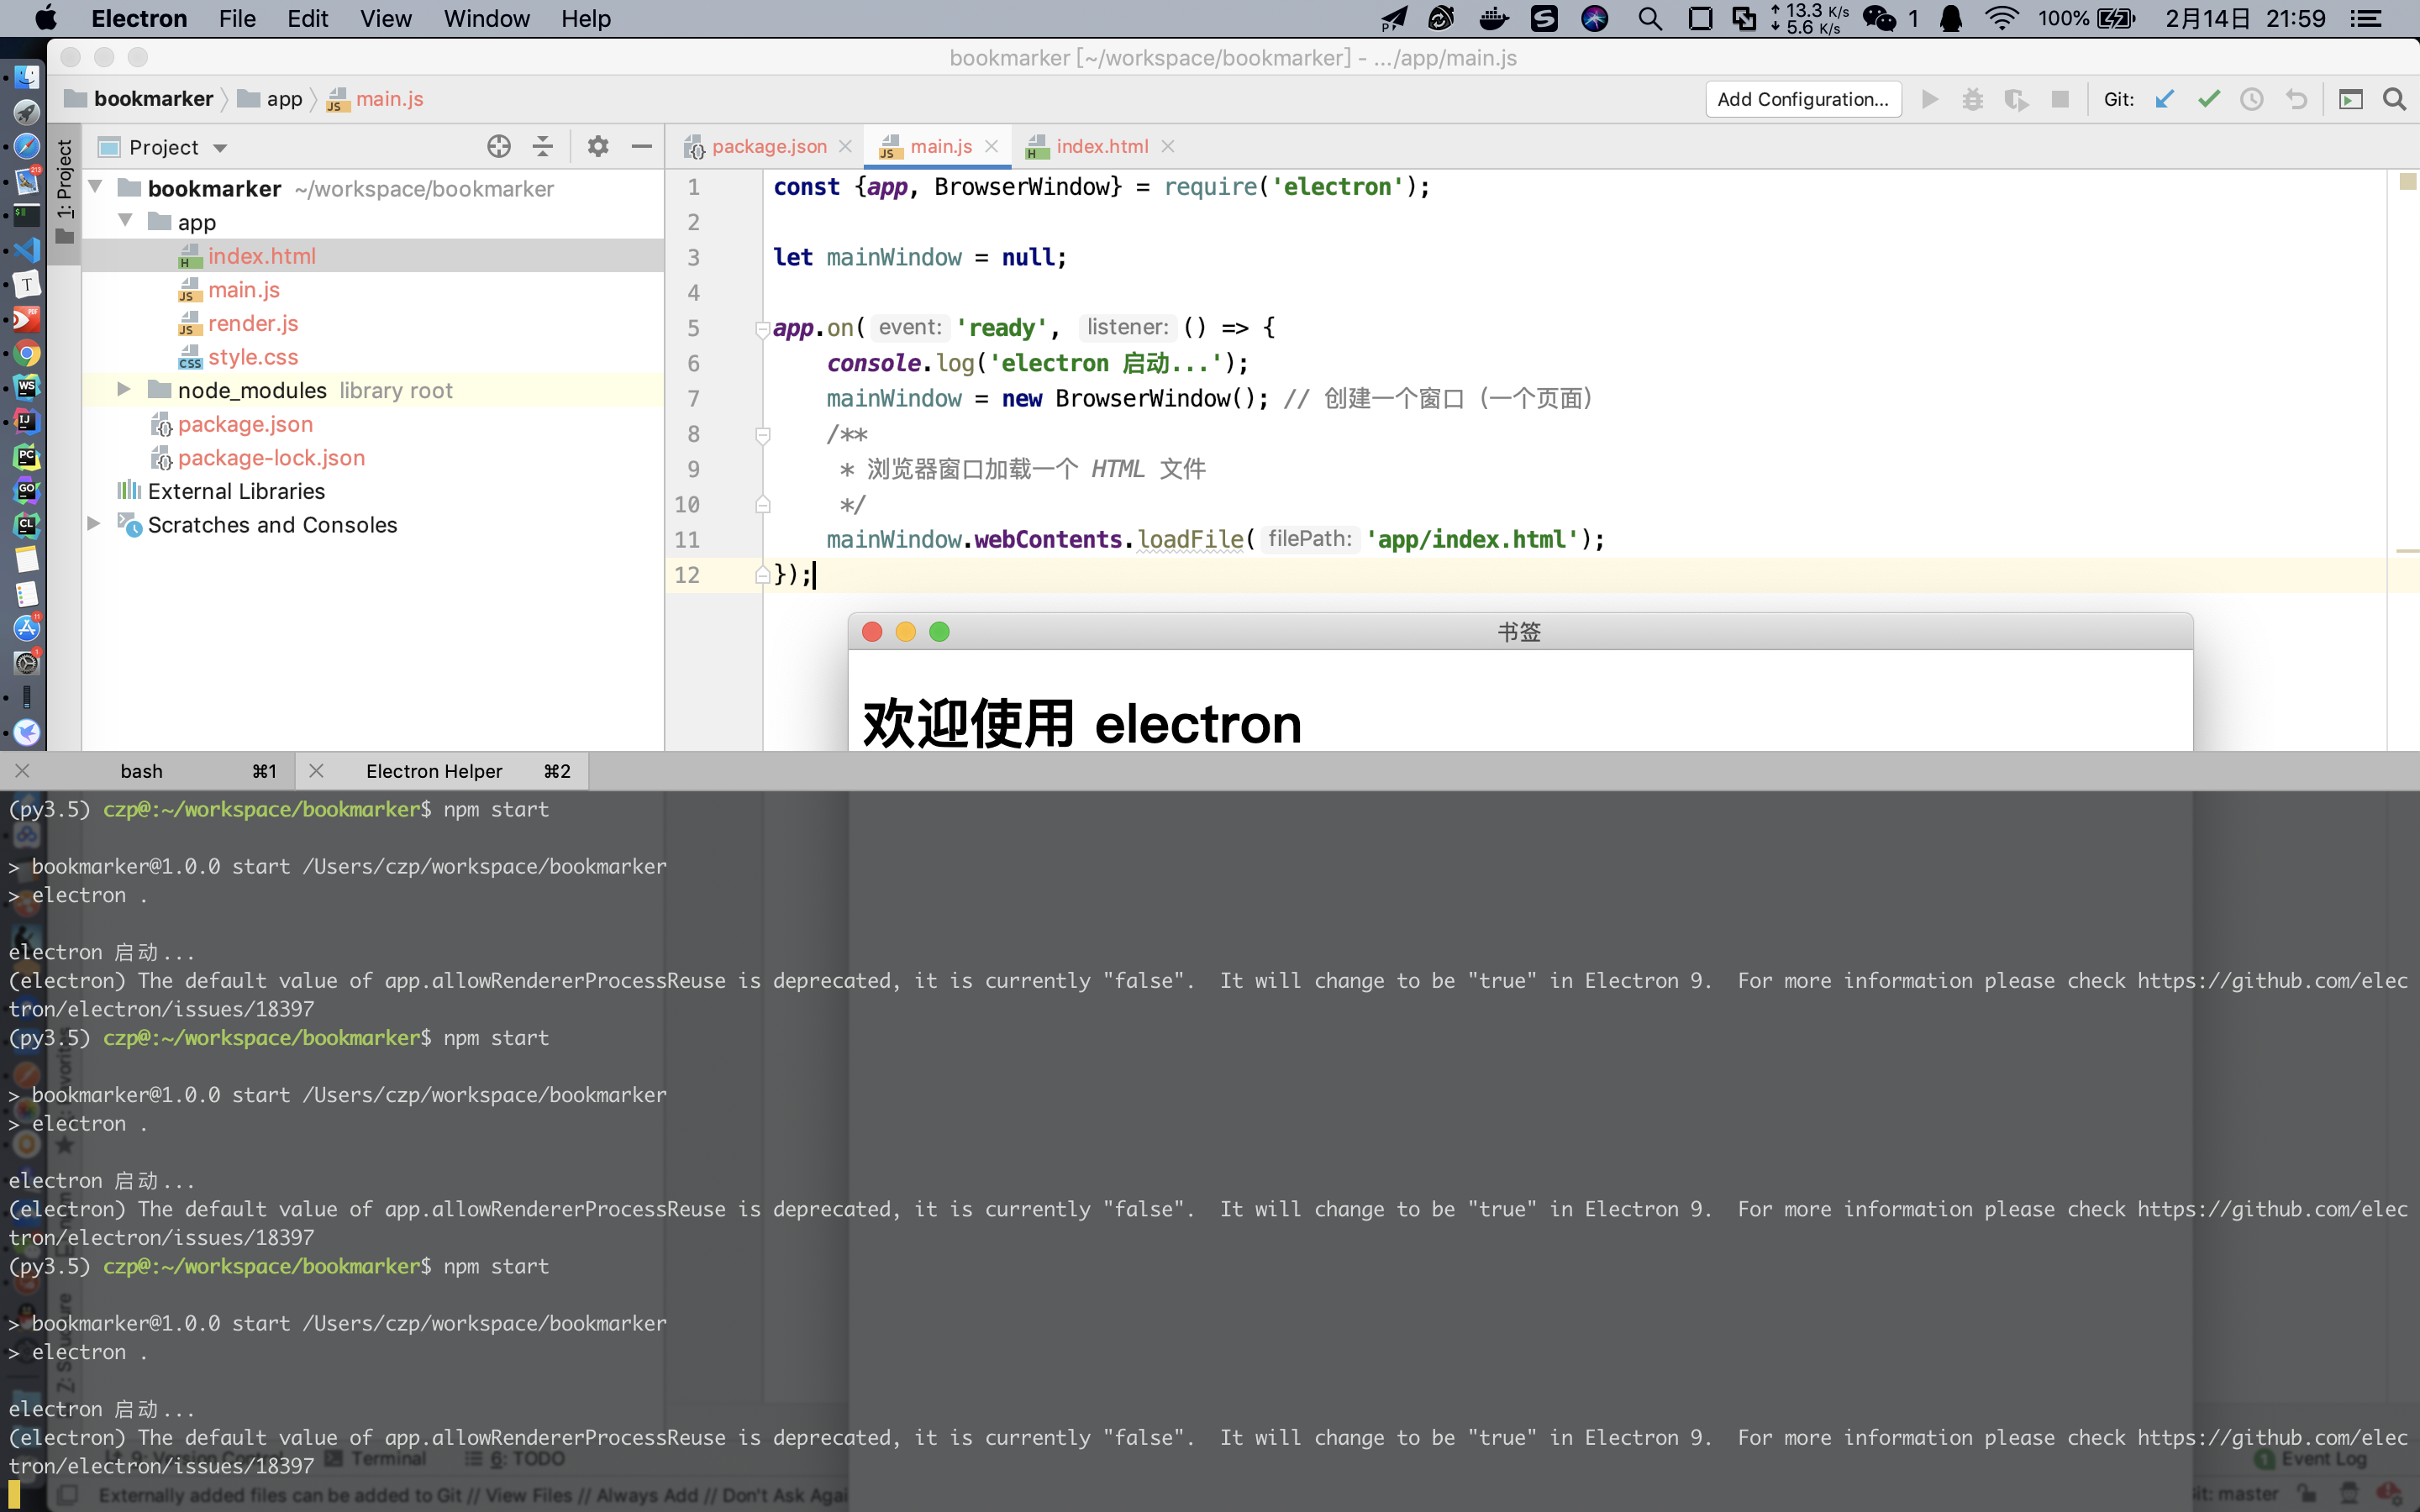 Electron File Edit View Window Help 13.3 K/s 5.6 K/s 1 100% 2月14日 21:59
bookmarker [~/workspace/bookmarker] - .../app/main.js
bookmarker app main.js Add Configuration... Git:
1: Project
Project
package.json main.js index.html
bookmarker ~/workspace/bookmarker
app
index.html
main.js
render.js
style.css
node_modules library root
package.json
package-lock.json
External Libraries
Scratches and Consoles
1 const {app, BrowserWindow} = require('electron');
2
3 let mainWindow = null;
4
5 app.on( event: 'ready', listener: () => {
6 console.log('electron 启动...');
7 mainWindow = new BrowserWindow(); // 创建一个窗口（一个页面）
8 /**
9 * 浏览器窗口加载一个 HTML 文件
10 */
11 mainWindow.webContents.loadFile( filePath: 'app/index.html');
12 });
书签
欢迎使用 electron
bash ⌘1 Electron Helper ⌘2
(py3.5) czp@:~/workspace/bookmarker$ npm start
> bookmarker@1.0.0 start /Users/czp/workspace/bookmarker
> electron .
electron 启动...
(electron) The default value of app.allowRendererProcessReuse is deprecated, it is currently "false".  It will change to be "true" in Electron 9.  For more information please check https://github.com/elec
tron/electron/issues/18397
(py3.5) czp@:~/workspace/bookmarker$ npm start
> bookmarker@1.0.0 start /Users/czp/workspace/bookmarker
> electron .
electron 启动...
(electron) The default value of app.allowRendererProcessReuse is deprecated, it is currently "false".  It will change to be "true" in Electron 9.  For more information please check https://github.com/elec
tron/electron/issues/18397
(py3.5) czp@:~/workspace/bookmarker$ npm start
> bookmarker@1.0.0 start /Users/czp/workspace/bookmarker
> electron .
electron 启动...
(electron) The default value of app.allowRendererProcessReuse is deprecated, it is currently "false".  It will change to be "true" in Electron 9.  For more information please check https://github.com/elec
tron/electron/issues/18397
9: Version Control Terminal 6: TODO Event Log
Externally added files can be added to Git // View Files // Always Add // Don't Ask Agai Git: master